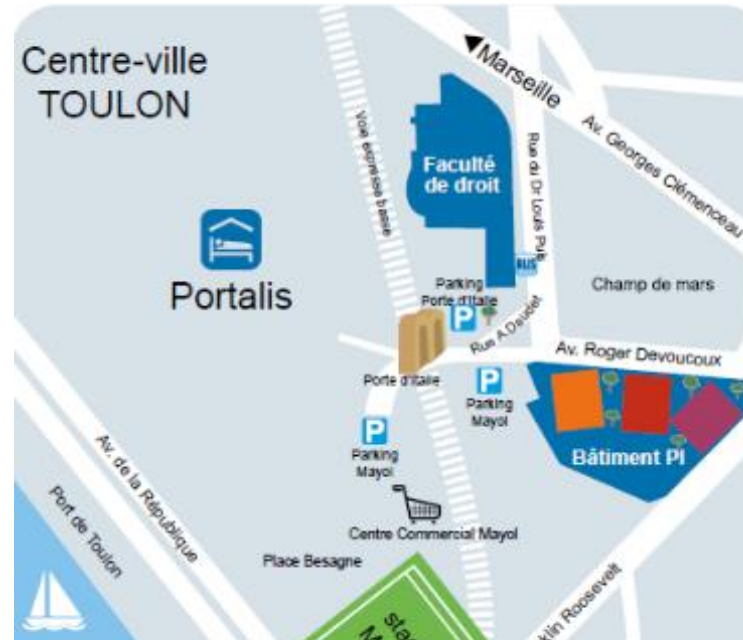 Centre-ville
TOULON
Marseille
Av. Georges Clémenceau
Voie expresse basse
Faculté
de droit
Rue du Dr Louis Puy
BUS
Portalis
Parking
Porte d'Italie
P
Champ de mars
Rue A.Daudet
Av. Roger Devoucoux
Porte d'Italie
P
Parking
Mayol
P
Parking
Mayol
Bâtiment PI
Av. de la République
Port de Toulon
Centre Commercial Mayol
Place Besagne
Roosevelt